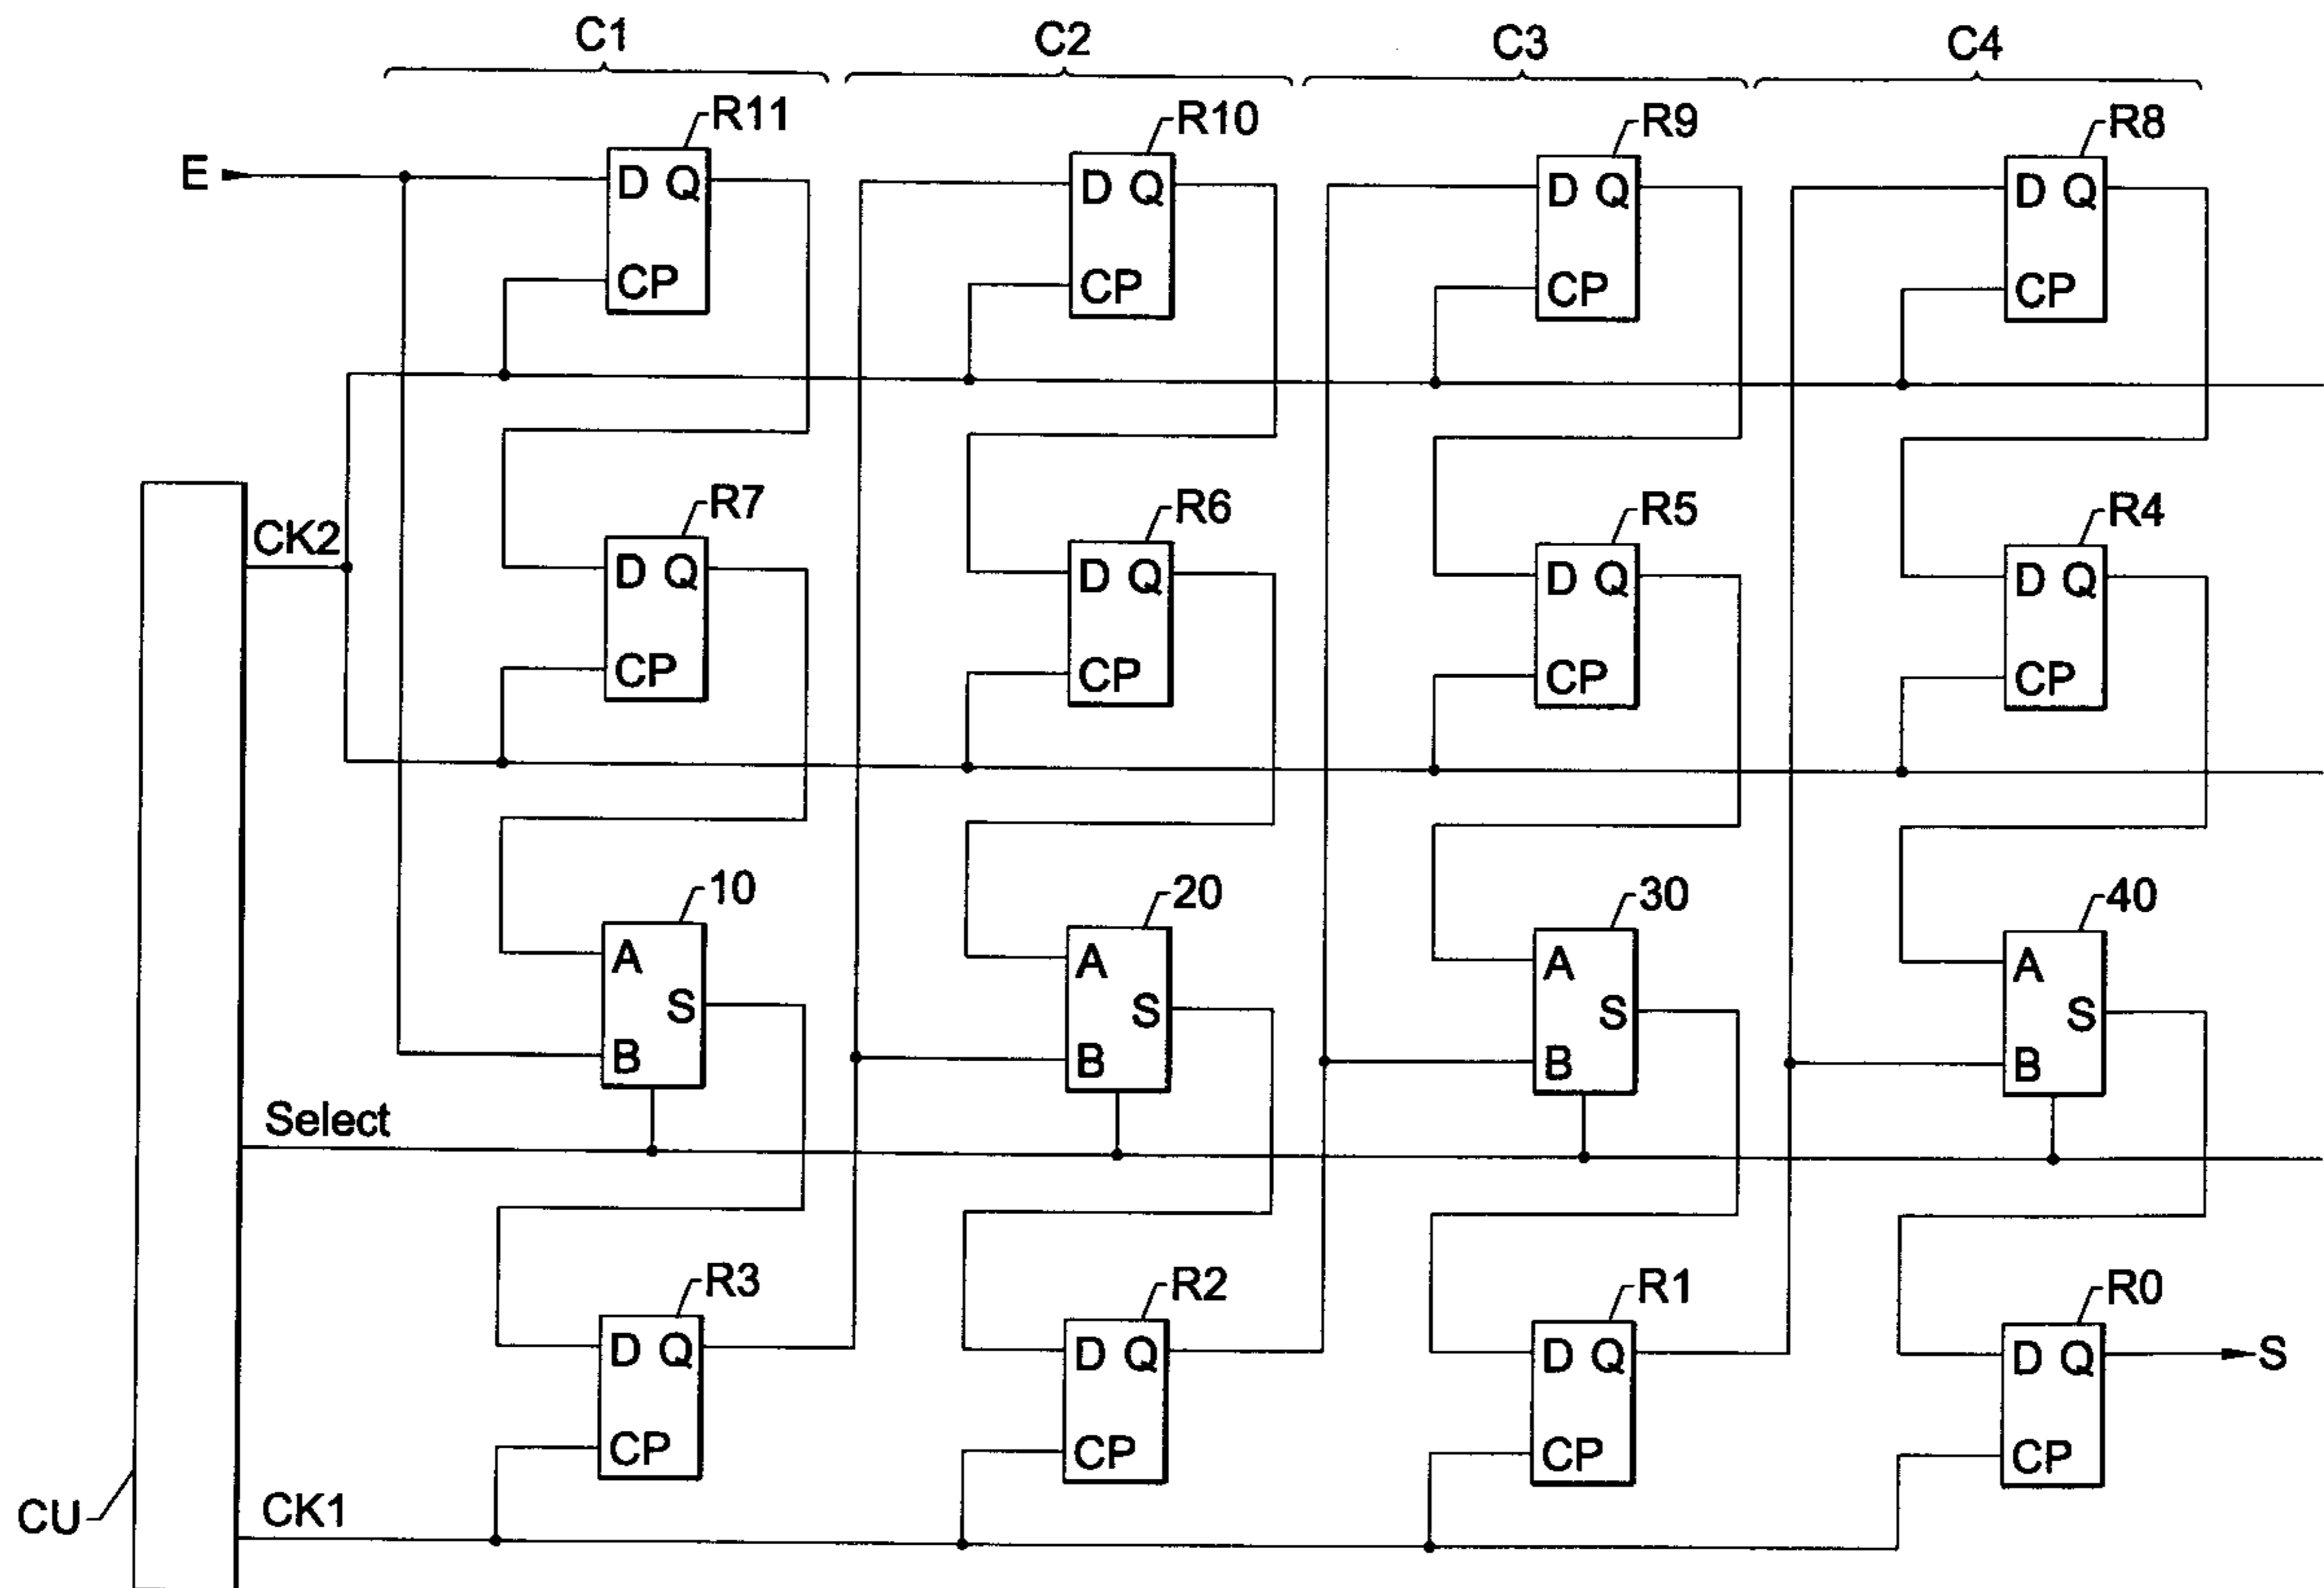 C1 C2 C3 C4
R11 R10 R9 R8
E
D Q D Q D Q D Q
CP CP CP CP
R7 R6 R5 R4
CK2
D Q D Q D Q D Q
CP CP CP CP
10 20 30 40
A A A A
S S S S
B B B B
Select
R3 R2 R1 R0
D Q D Q D Q D Q S
CP CP CP CP
CU CK1